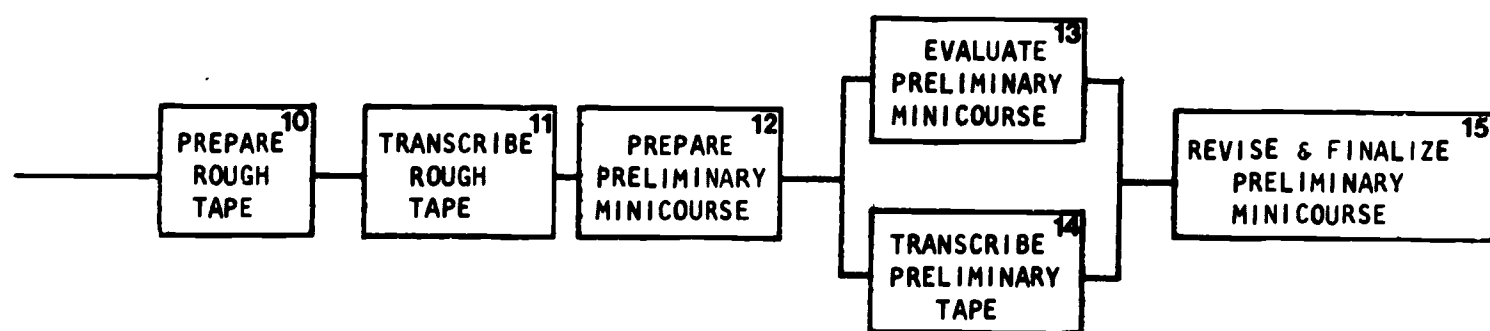 10
PREPARE
ROUGH
TAPE
11
TRANSCRIBE
ROUGH
TAPE
12
PREPARE
PRELIMINARY
MINICOURSE
13
EVALUATE
PRELIMINARY
MINICOURSE
14
TRANSCRIBE
PRELIMINARY
TAPE
15
REVISE & FINALIZE
PRELIMINARY
MINICOURSE